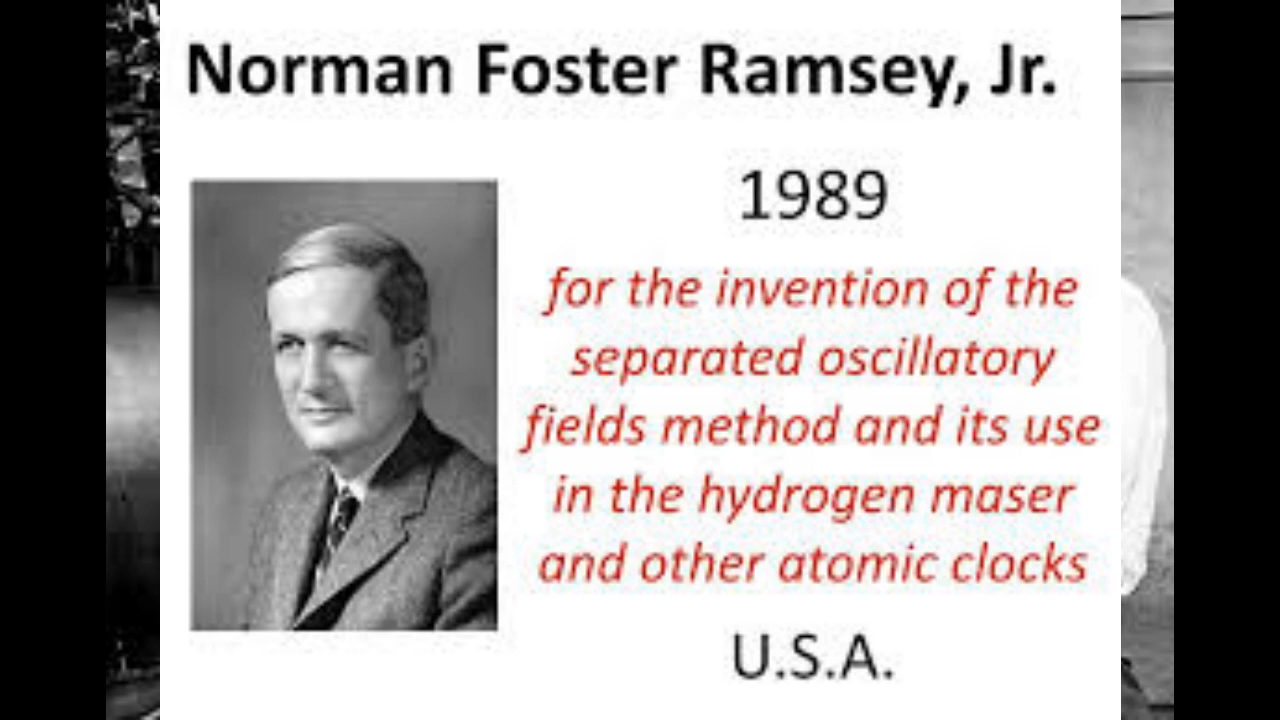 Norman Foster Ramsey, Jr.
1989
for the invention of the
separated oscillatory
fields method and its use
in the hydrogen maser
and other atomic clocks
U.S.A.